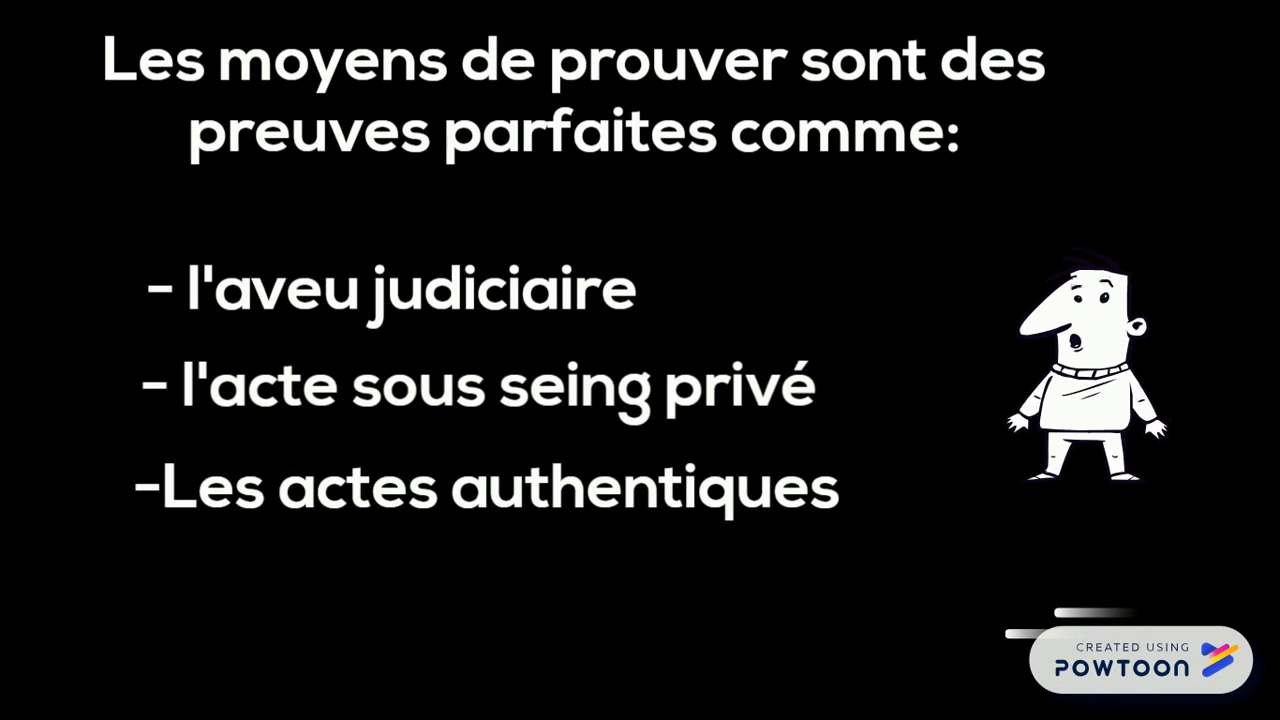 Les moyens de prouver sont des
preuves parfaites comme:
- l'aveu judiciaire
- l'acte sous seing privé
-Les actes authentiques
CREATED USING
POWTOON